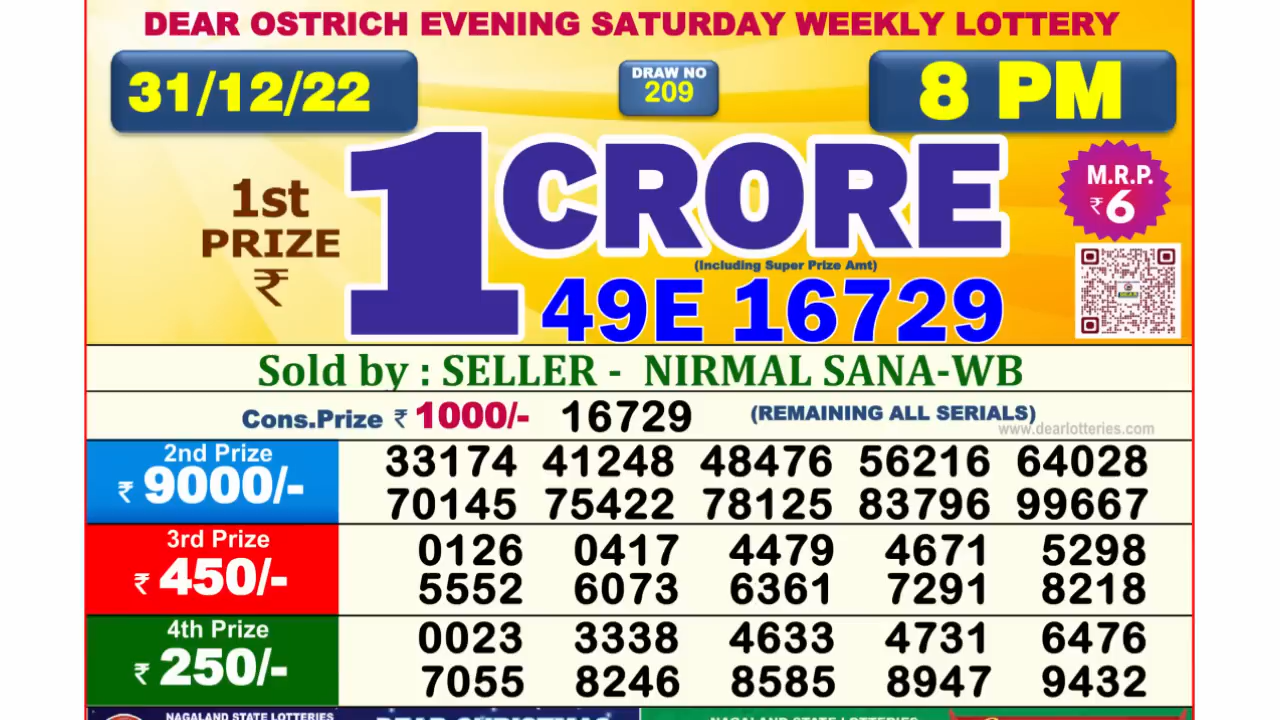 DEAR OSTRICH EVENING SATURDAY WEEKLY LOTTERY
31/12/22
DRAW NO
209
8 PM
1st
PRIZE
₹
1 CRORE
(Including Super Prize Amt)
49E 16729
M.R.P.
₹6
Sold by : SELLER - NIRMAL SANA-WB
Cons.Prize ₹ 1000/- 16729 (REMAINING ALL SERIALS)
www.dearlotteries.com
2nd Prize
₹ 9000/-
33174 41248 48476 56216 64028
70145 75422 78125 83796 99667
3rd Prize
₹ 450/-
0126 0417 4479 4671 5298
5552 6073 6361 7291 8218
4th Prize
₹ 250/-
0023 3338 4633 4731 6476
7055 8246 8585 8947 9432
NAGALAND STATE LOTTERIES
DEAR CHRISTMAS
NAGALAND STATE LOTTERIES